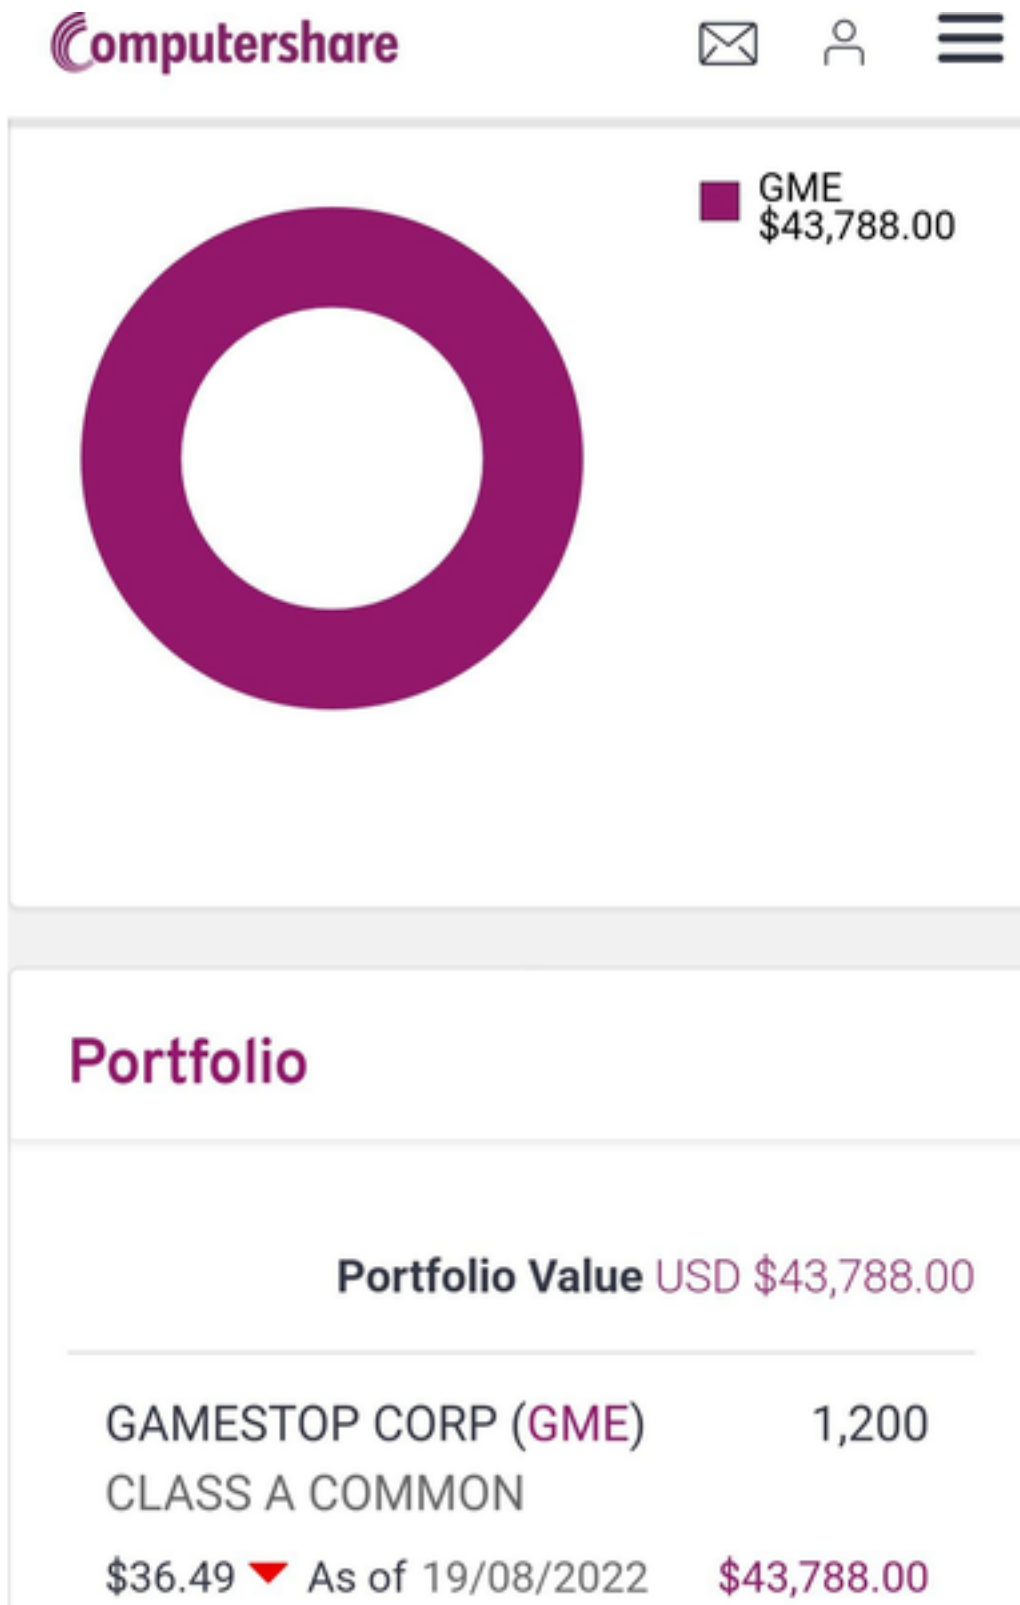 Computershare
GME
$43,788.00
Portfolio
Portfolio Value USD $43,788.00
GAMESTOP CORP (GME) 1,200
CLASS A COMMON
$36.49 As of 19/08/2022 $43,788.00